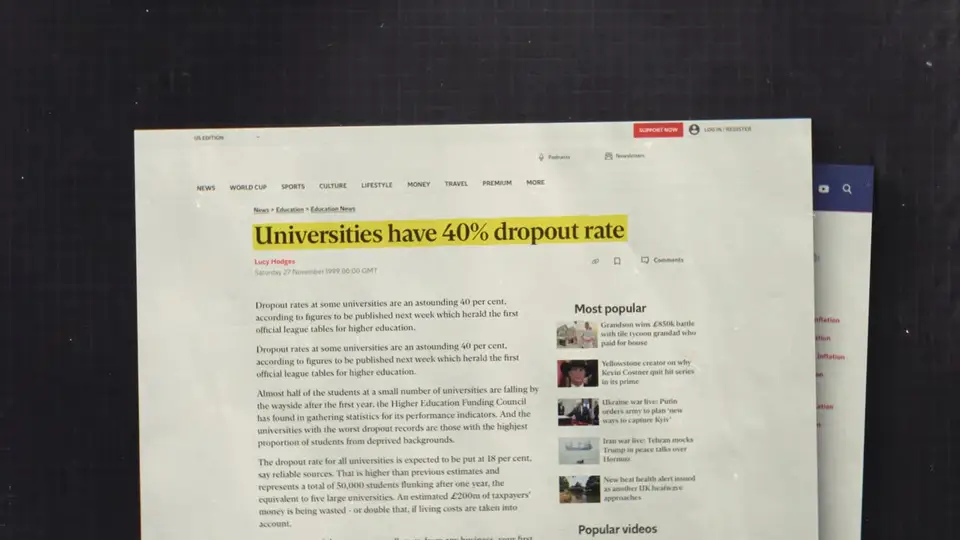 US EDITION
SUPPORT NOW
LOG IN / REGISTER
Podcasts
Newsletters
NEWS WORLD CUP SPORTS CULTURE LIFESTYLE MONEY TRAVEL PREMIUM MORE
News > Education > Education News
Universities have 40% dropout rate
Lucy Hodges
Saturday 27 November 1999 00:00 GMT
Comments
Dropout rates at some universities are an astounding 40 per cent,
according to figures to be published next week which herald the first
official league tables for higher education.
Dropout rates at some universities are an astounding 40 per cent,
according to figures to be published next week which herald the first
official league tables for higher education.
Almost half of the students at a small number of universities are falling by
the wayside after the first year, the Higher Education Funding Council
has found in gathering statistics for its performance indicators. And the
universities with the worst dropout records are those with the highest
proportion of students from deprived backgrounds.
The dropout rate for all universities is expected to be put at 18 per cent,
say reliable sources. That is higher than previous estimates and
represents a total of 50,000 students flunking after one year, the
equivalent to five large universities. An estimated £200m of taxpayers'
money is being wasted - or double that, if living costs are taken into
account.
Most popular
Grandson wins £850k battle
with tile tycoon grandad who
paid for house
Yellowstone creator on why
Kevin Costner quit hit series
in its prime
Ukraine war live: Putin
orders army to plan 'new
ways to capture Kyiv'
Iran war live: Tehran mocks
Trump in peace talks over
Hormuz
New heat health alert issued
as another UK heatwave
approaches
Popular videos